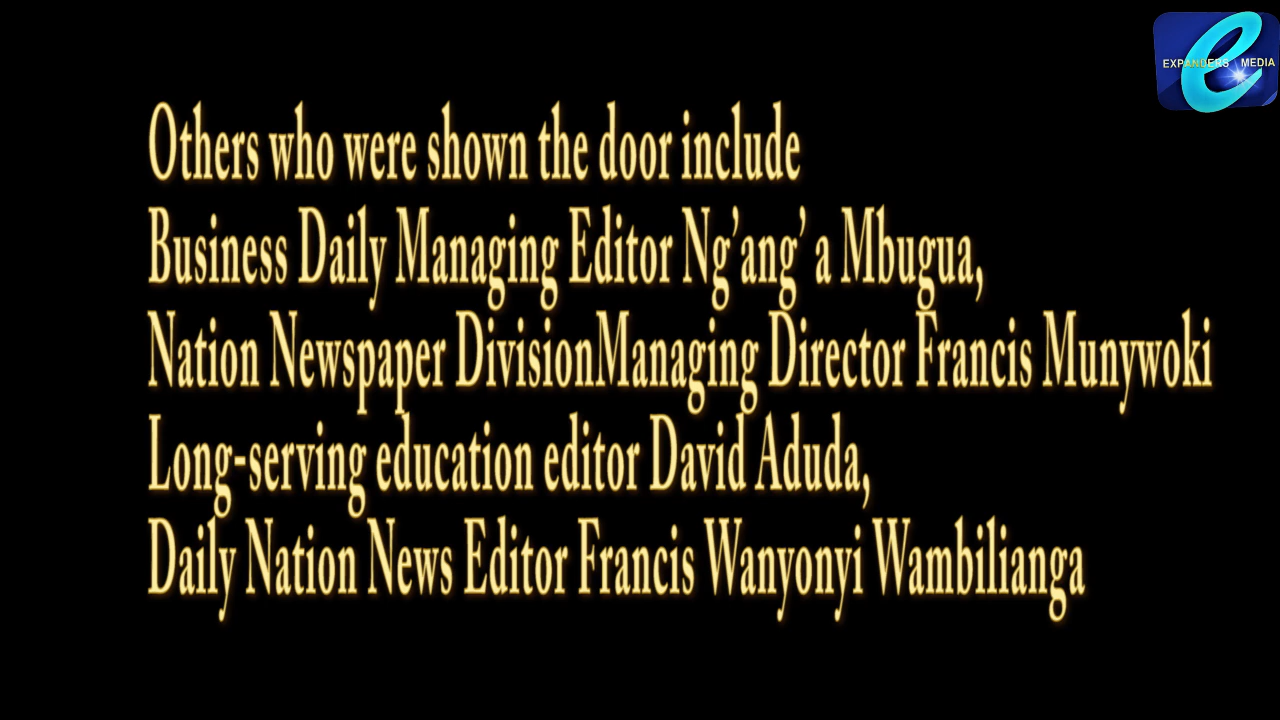 EXPANDERS MEDIA
Others who were shown the door include
Business Daily Managing Editor Ng’ang’ a Mbugua,
Nation Newspaper DivisionManaging Director Francis Munywoki
Long-serving education editor David Aduda,
Daily Nation News Editor Francis Wanyonyi Wambilianga